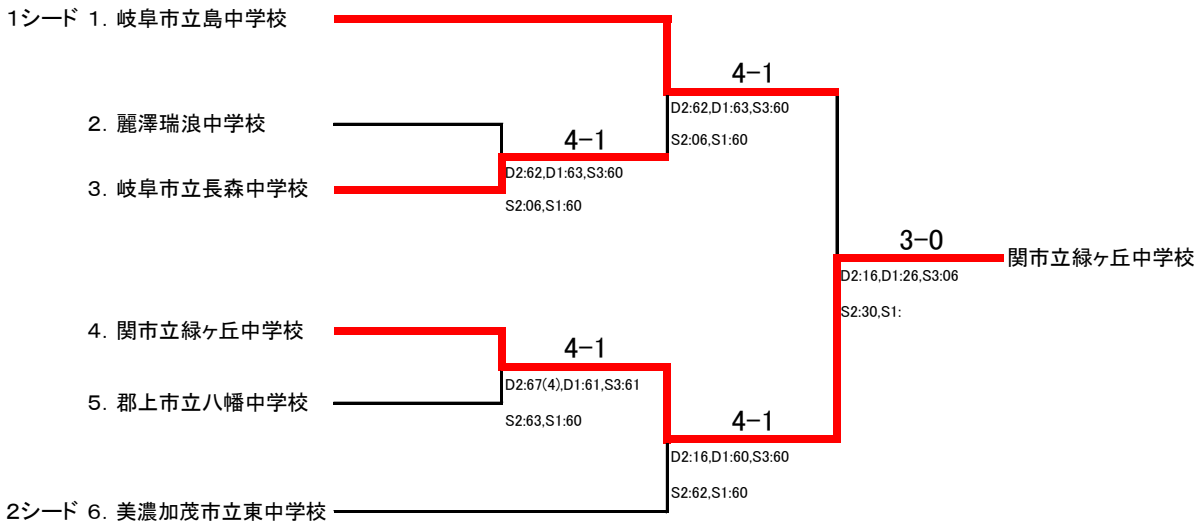 1シード 1. 岐阜市立島中学校
4-1
D2:62,D1:63,S3:60
S2:06,S1:60
2. 麗澤瑞浪中学校
4-1
D2:62,D1:63,S3:60
S2:06,S1:60
3. 岐阜市立長森中学校
3-0
関市立緑ヶ丘中学校
D2:16,D1:26,S3:06
S2:30,S1:
4. 関市立緑ヶ丘中学校
4-1
D2:67(4),D1:61,S3:61
S2:63,S1:60
5. 郡上市立八幡中学校
4-1
D2:16,D1:60,S3:60
S2:62,S1:60
2シード 6. 美濃加茂市立東中学校